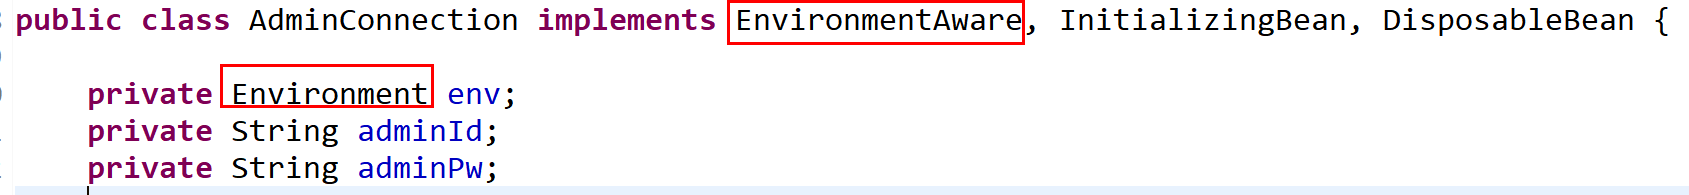 public class AdminConnection implements EnvironmentAware, InitializingBean, DisposableBean {
private Environment env;
private String adminId;
private String adminPw;